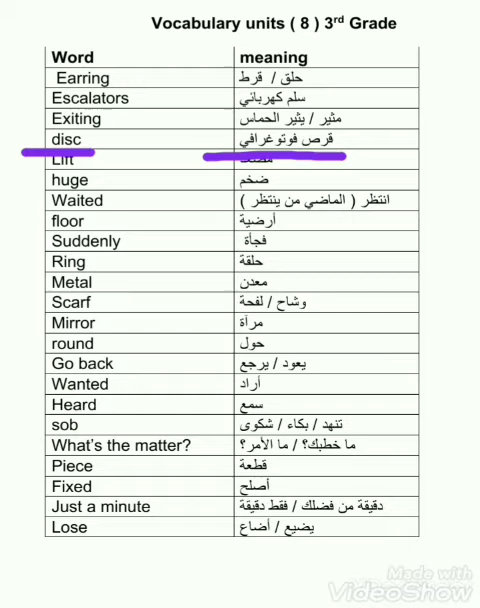 Vocabulary units ( 8 ) 3rd Grade
Word meaning
Earring حلق / قرط
Escalators سلم كهربائي
Exiting مثير / يثير الحماس
disc قرص فوتوغرافي
Lift مصعد
huge ضخم
Waited انتظر ( الماضي من ينتظر )
floor أرضية
Suddenly فجأة
Ring حلقة
Metal معدن
Scarf وشاح / لفحة
Mirror مرآة
round حول
Go back يعود / يرجع
Wanted أراد
Heard سمع
sob تنهد / بكاء / شكوى
What's the matter? ما خطبك؟ / ما الأمر؟
Piece قطعة
Fixed أصلح
Just a minute دقيقة من فضلك / فقط دقيقة
Lose يضيع / أضاع
Made with
VideoShow